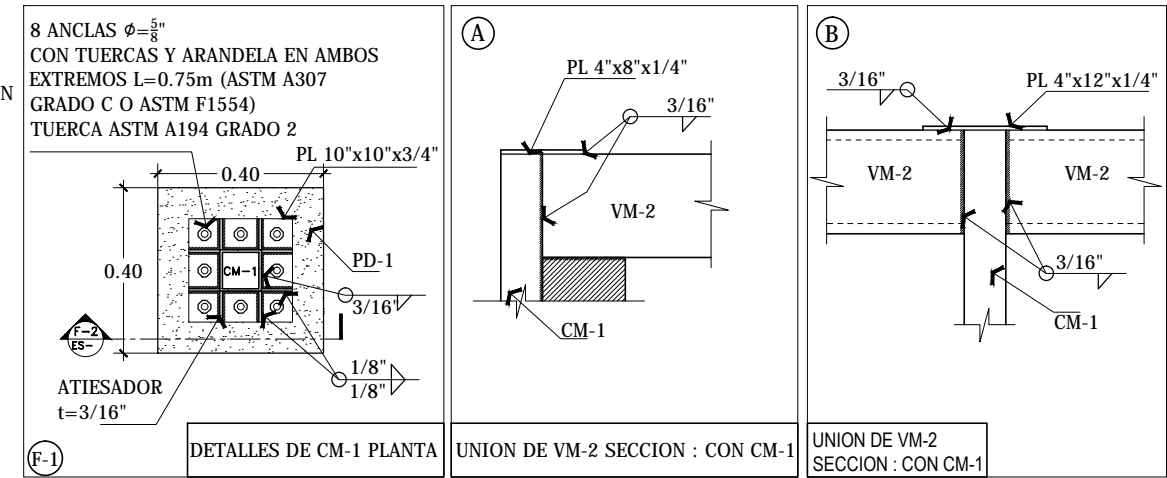 N
8 ANCLAS ϕ=5/8"
CON TUERCAS Y ARANDELA EN AMBOS
EXTREMOS L=0.75m (ASTM A307
GRADO C O ASTM F1554)
TUERCA ASTM A194 GRADO 2
PL 10"x10"x3/4"
0.40
0.40
CM-1
PD-1
3/16"
F-2
ES-
1/8"
1/8"
ATIESADOR
t=3/16"
F-1
DETALLES DE CM-1 PLANTA
A
PL 4"x8"x1/4"
3/16"
VM-2
CM-1
UNION DE VM-2 SECCION : CON CM-1
B
3/16"
PL 4"x12"x1/4"
VM-2
VM-2
3/16"
CM-1
UNION DE VM-2
SECCION : CON CM-1